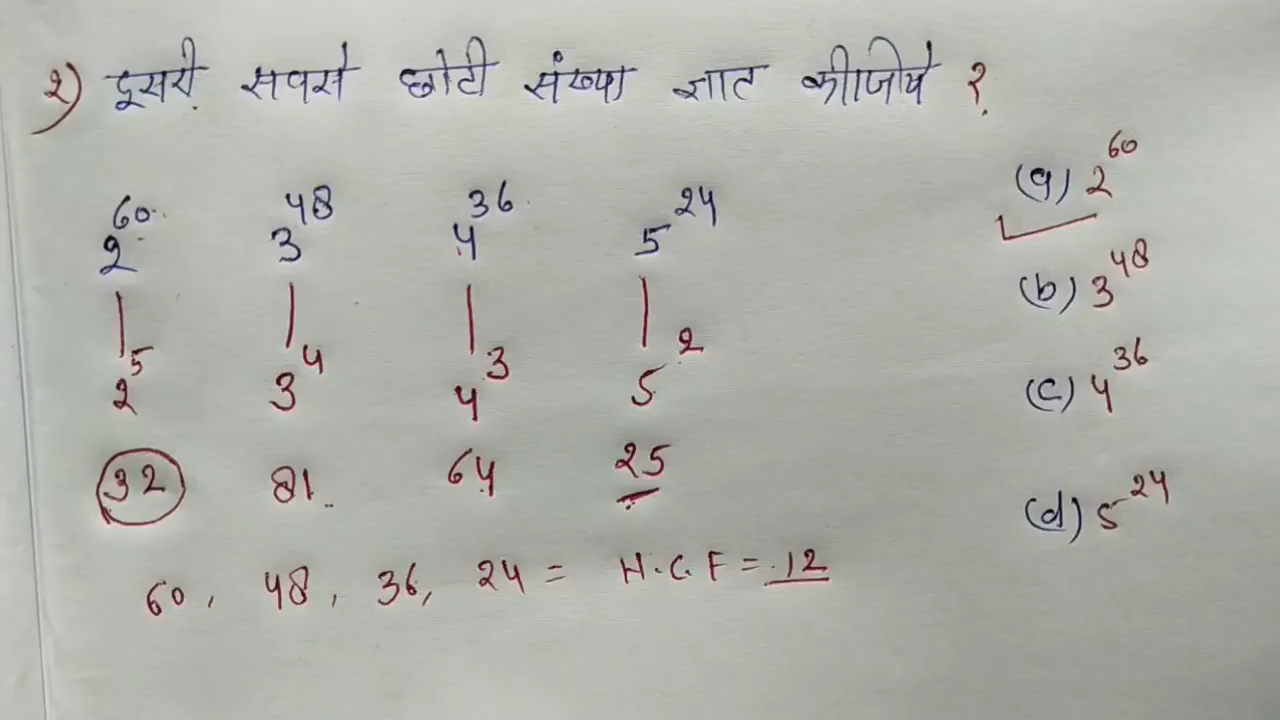 २) दूसरी सबसे छोटी संख्या ज्ञात कीजिये ?
2^60 3^48 4^36 5^24
2^5 3^4 4^3 5^2
32 81 64 25
60, 48, 36, 24 = H.C.F = 12
(a) 2^60
(b) 3^48
(c) 4^36
(d) 5^24